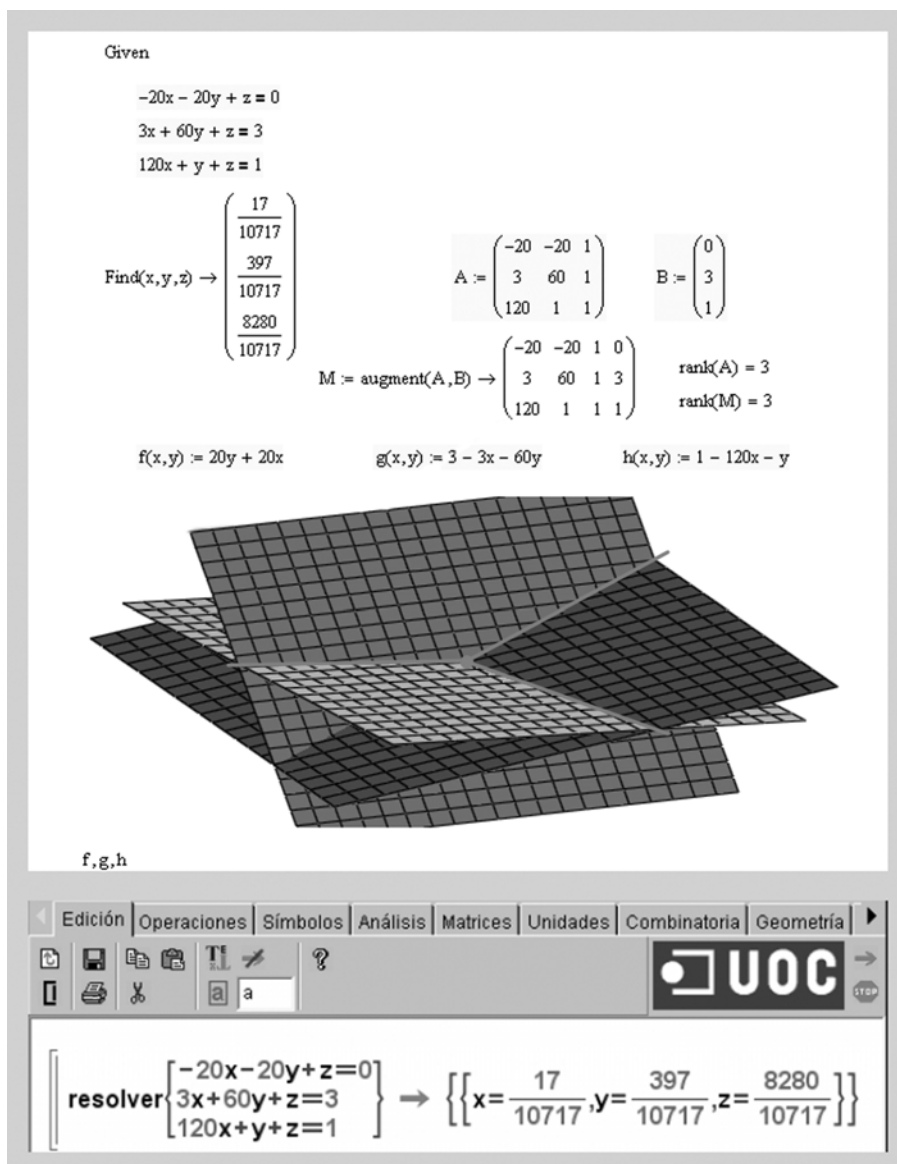 Given
-20x - 20y + z = 0
3x + 60y + z = 3
120x + y + z = 1
Find(x,y,z) → (17/10717 397/10717 8280/10717)
A := (-20 -20 1
3 60 1
120 1 1)
B := (0
3
1)
M := augment(A,B) → (-20 -20 1 0
3 60 1 3
120 1 1 1)
rank(A) = 3
rank(M) = 3
f(x,y) := 20y + 20x g(x,y) := 3 - 3x - 60y h(x,y) := 1 - 120x - y
f,g,h
Edición Operaciones Símbolos Análisis Matrices Unidades Combinatoria Geometría
T ?
a a UOC STOP
resolver{[-20x-20y+z=0
3x+60y+z=3
120x+y+z=1]} → {{x=17/10717,y=397/10717,z=8280/10717}}